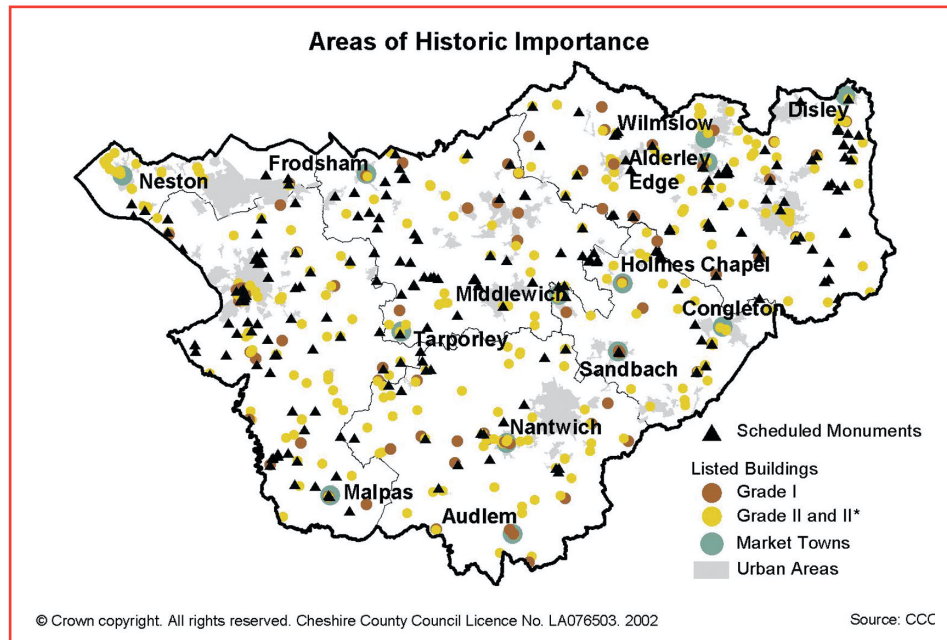 Areas of Historic Importance
Disley
Wilmslow
Frodsham
Alderley
Edge
Neston
Holmes Chapel
Middlewich
Congleton
Tarporley
Sandbach
Nantwich
Scheduled Monuments
Listed Buildings
Grade I
Malpas
Audlem
Grade II and II*
Market Towns
Urban Areas
© Crown copyright. All rights reserved. Cheshire County Council Licence No. LA076503. 2002
Source: CCC